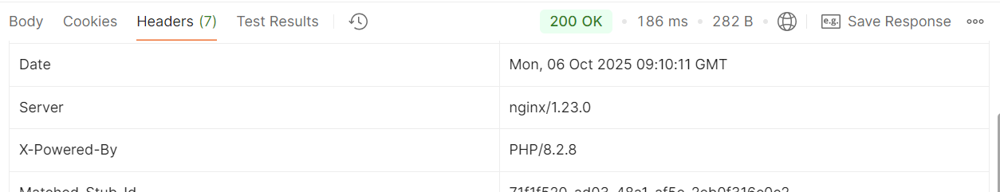 Body Cookies Headers (7) Test Results 200 OK • 186 ms • 282 B • e.g. Save Response
Date Mon, 06 Oct 2025 09:10:11 GMT
Server nginx/1.23.0
X-Powered-By PHP/8.2.8
Matched-Stub-Id